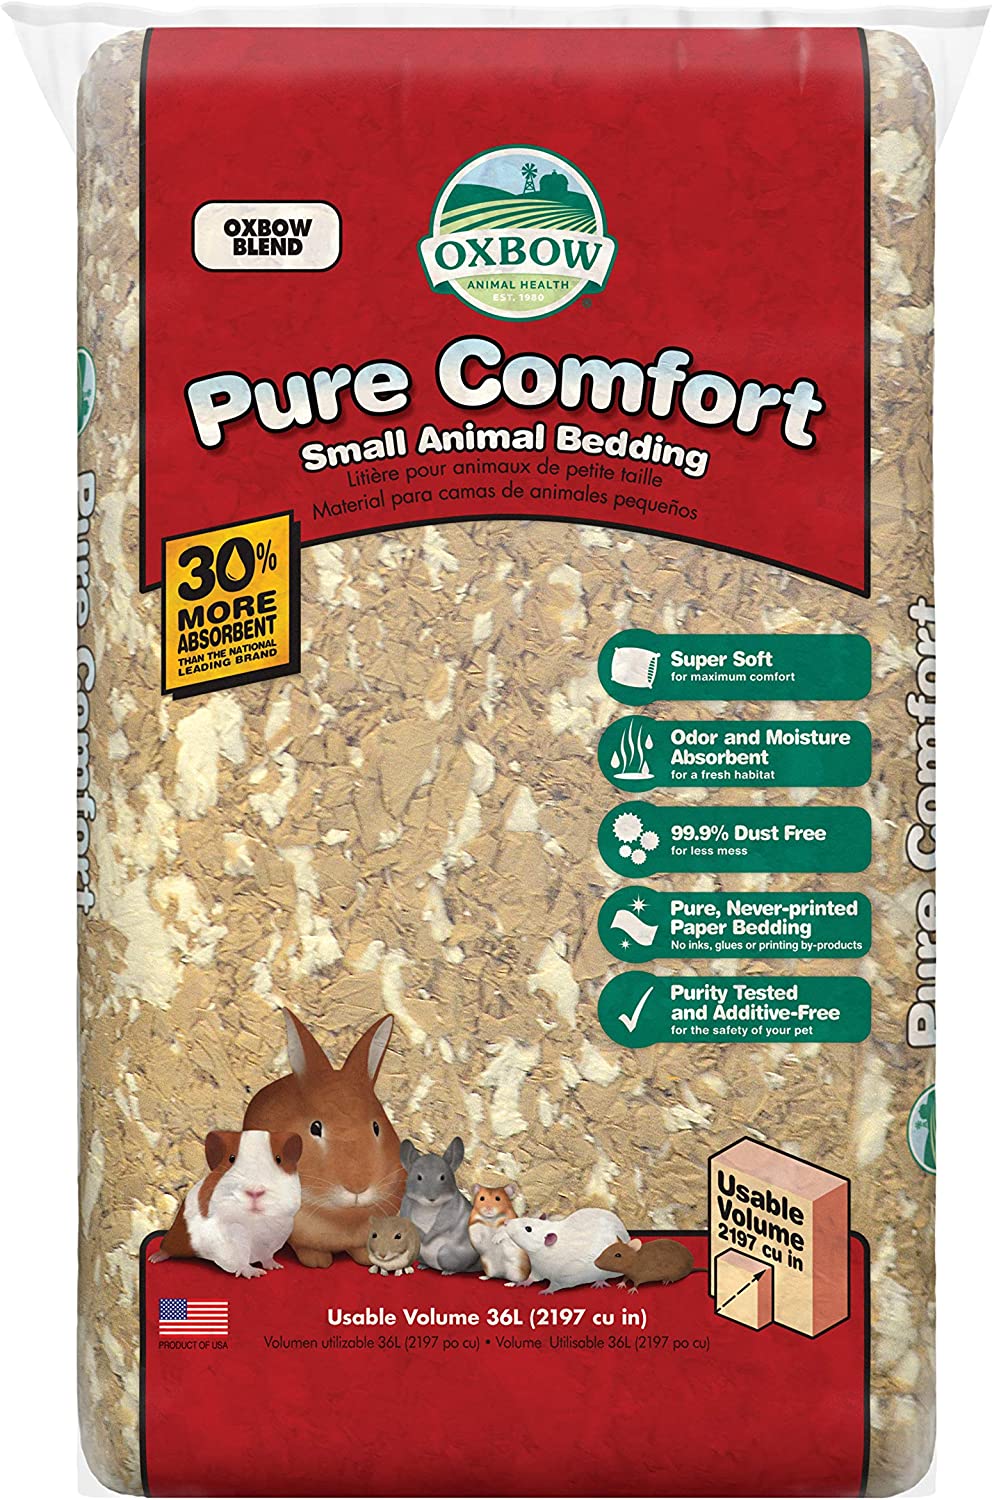 OXBOW
BLEND
OXBOW
ANIMAL HEALTH
EST. 1980
®
Pure Comfort
Small Animal Bedding
Litière pour animaux de petite taille
Material para camas de animales pequeños
30%
MORE
ABSORBENT
THAN THE NATIONAL
LEADING BRAND
Super Soft
for maximum comfort
Odor and Moisture
Absorbent
for a fresh habitat
99.9% Dust Free
for less mess
Pure, Never-printed
Paper Bedding
No inks, glues or printing by-products
Purity Tested
and Additive-Free
for the safety of your pet
Pure Comfort
Pure Comfort
Usable
Volume
2197 cu in
Usable Volume 36L (2197 cu in)
Volumen utilizable 36L (2197 po cu) • Volume Utilisable 36L (2197 po cu)
PRODUCT OF USA